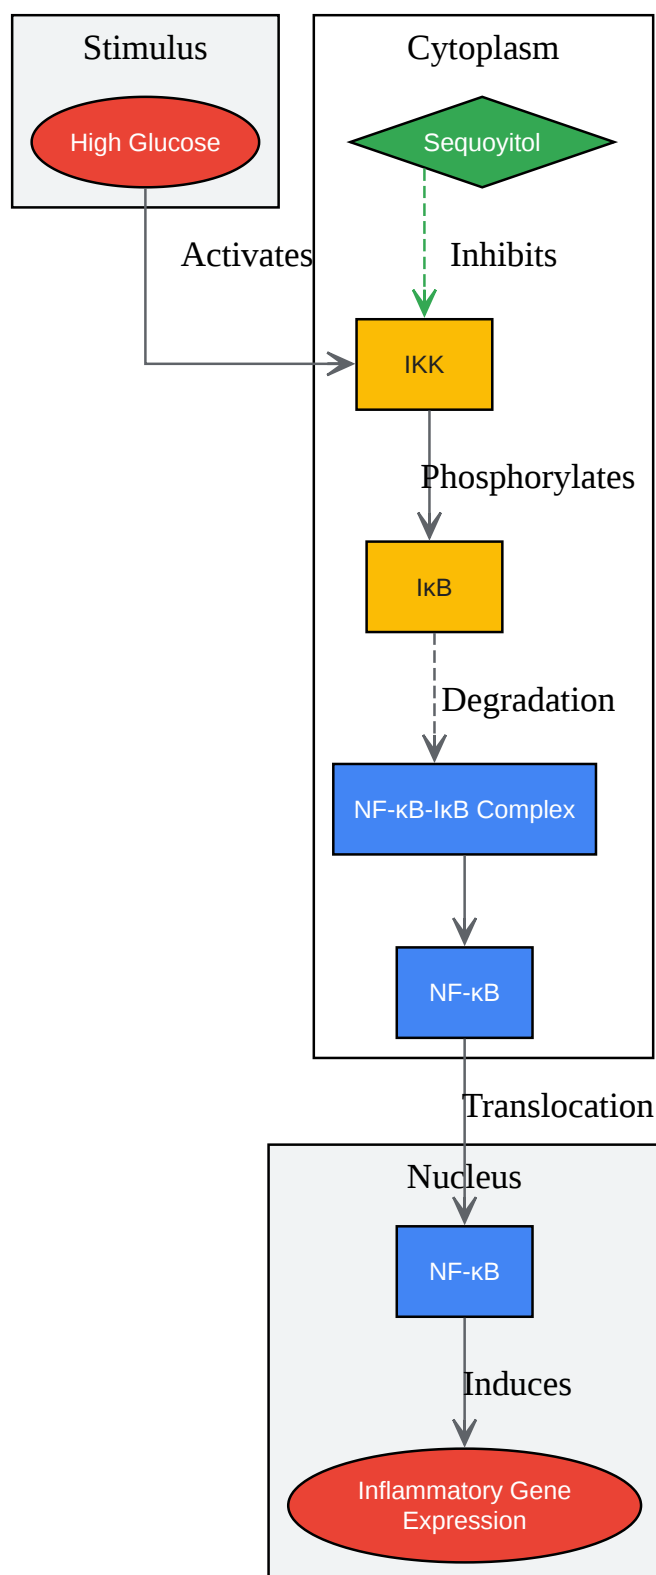 Stimulus
High Glucose
Cytoplasm
Sequoyitol
Activates
Inhibits
IKK
Phosphorylates
IκB
Degradation
NF-κB-IκB Complex
NF-κB
Translocation
Nucleus
NF-κB
Induces
Inflammatory Gene
Expression